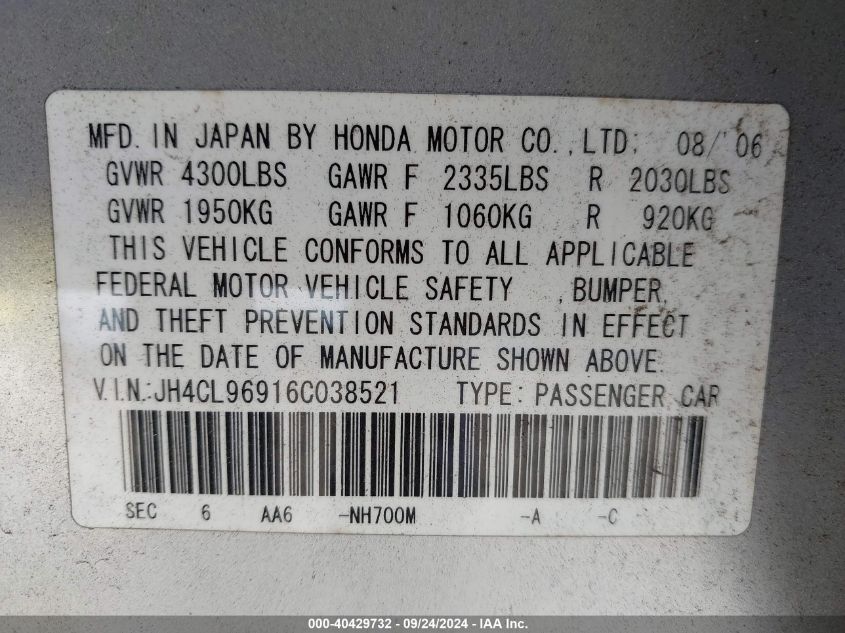 MFD. IN JAPAN BY HONDA MOTOR CO., LTD. 08/'06
GVWR 4300LBS GAWR F 2335LBS R 2030LBS
GVWR 1950KG GAWR F 1060KG R 920KG
THIS VEHICLE CONFORMS TO ALL APPLICABLE
FEDERAL MOTOR VEHICLE SAFETY , BUMPER,
AND THEFT PREVENTION STANDARDS IN EFFECT
ON THE DATE OF MANUFACTURE SHOWN ABOVE.
V.I.N.:JH4CL96916C038521 TYPE: PASSENGER CAR
SEC 6 AA6 -NH700M -A -C
000-40429732 - 09/24/2024 - IAA Inc.